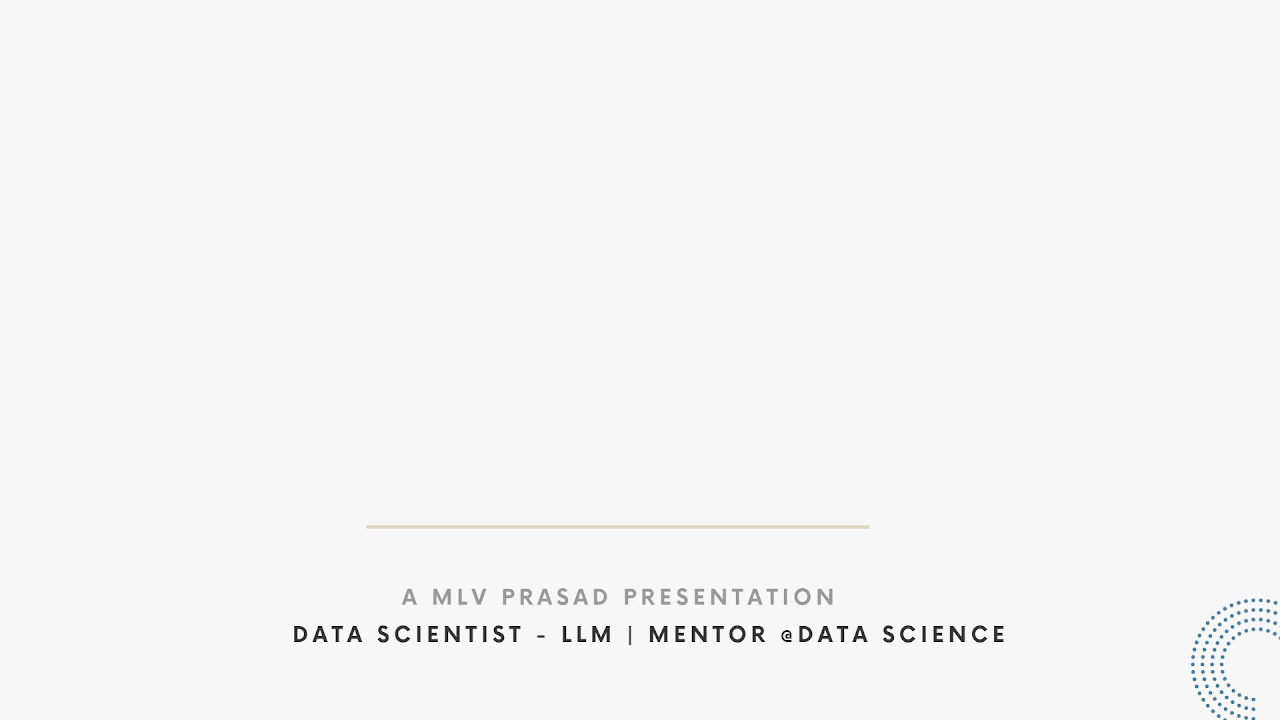 A MLV PRASAD PRESENTATION
DATA SCIENTIST - LLM | MENTOR @DATA SCIENCE